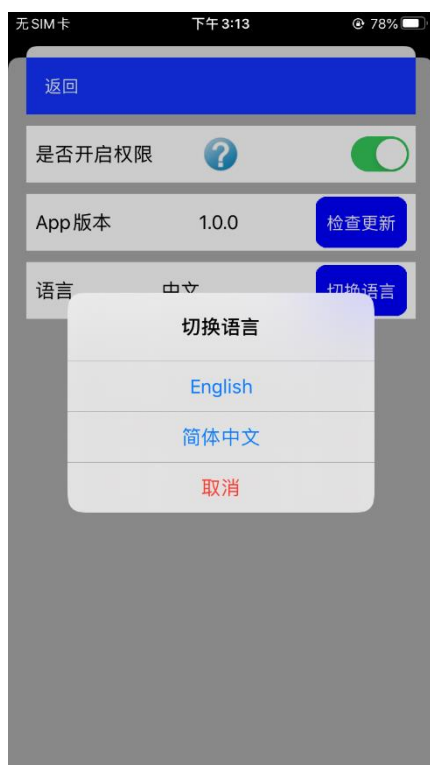 无SIM卡 下午3:13 78%
返回
是否开启权限 ?
App版本 1.0.0 检查更新
语言 中文 切换语言
切换语言
English
简体中文
取消